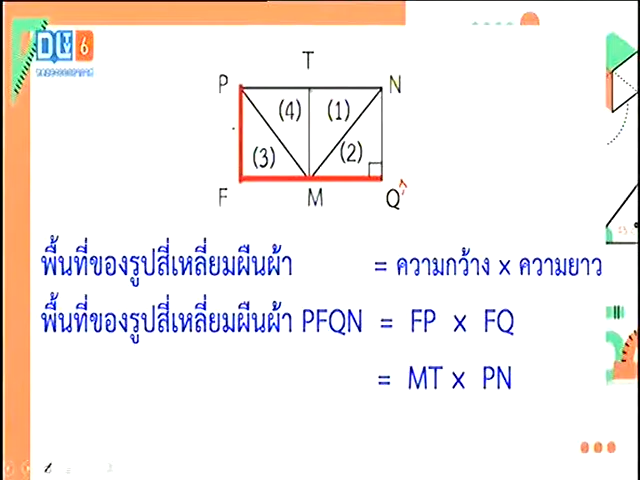 DLTV 6
T
P N
(4) (1)
(3) (2)
F M Q
พื้นที่ของรูปสี่เหลี่ยมผืนผ้า = ความกว้าง x ความยาว
พื้นที่ของรูปสี่เหลี่ยมผืนผ้า PFQN = FP x FQ
= MT x PN